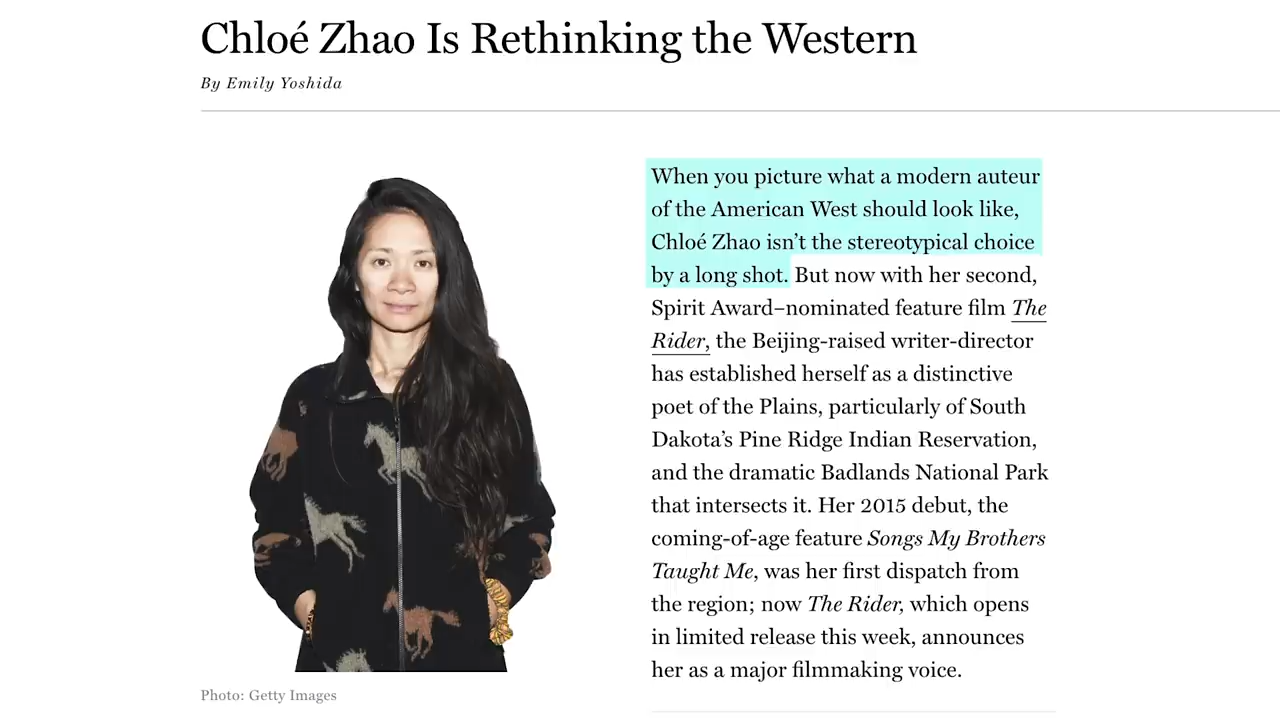 Chloé Zhao Is Rethinking the Western
By Emily Yoshida
When you picture what a modern auteur
of the American West should look like,
Chloé Zhao isn’t the stereotypical choice
by a long shot. But now with her second,
Spirit Award–nominated feature film The
Rider, the Beijing-raised writer-director
has established herself as a distinctive
poet of the Plains, particularly of South
Dakota’s Pine Ridge Indian Reservation,
and the dramatic Badlands National Park
that intersects it. Her 2015 debut, the
coming-of-age feature Songs My Brothers
Taught Me, was her first dispatch from
the region; now The Rider, which opens
in limited release this week, announces
her as a major filmmaking voice.
Photo: Getty Images